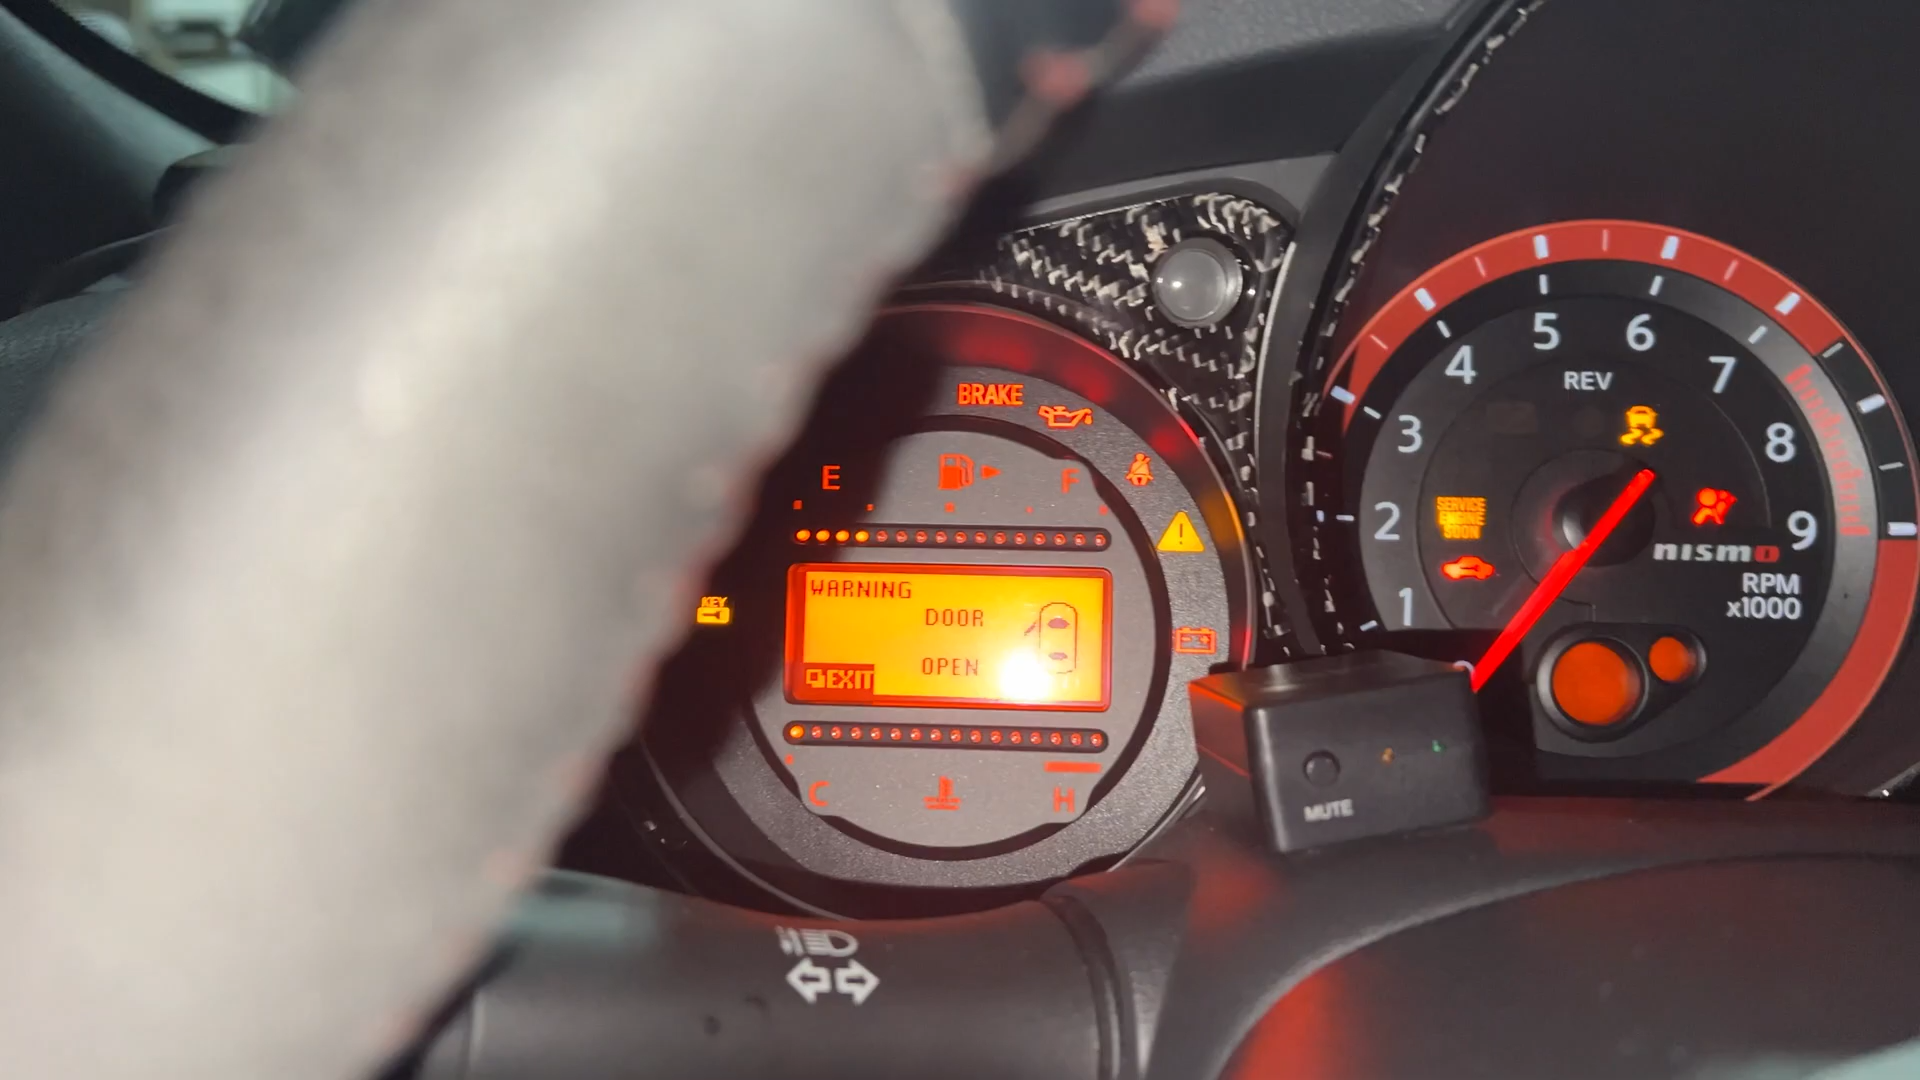 BRAKE
E
F
KEY
WARNING
DOOR
OPEN
EXIT
C
H
MUTE
1
2
3
4
5
6
7
8
9
REV
SERVICE
ENGINE
SOON
nismo
RPM
x1000